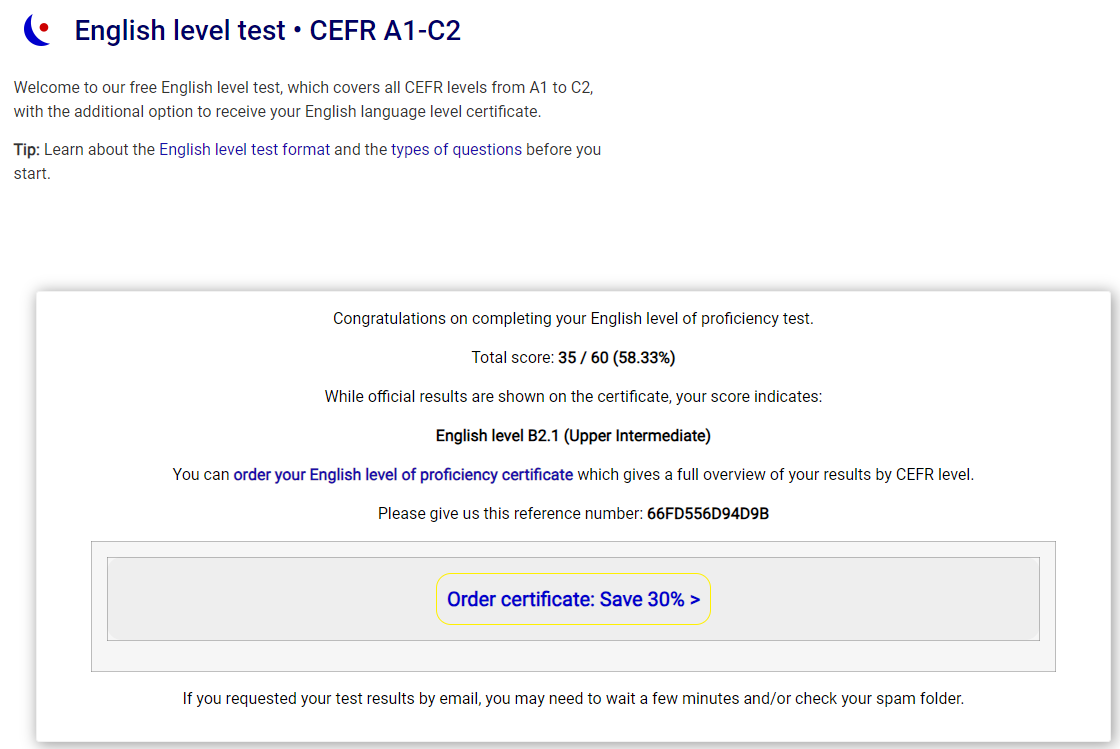 English level test • CEFR A1-C2
Welcome to our free English level test, which covers all CEFR levels from A1 to C2,
with the additional option to receive your English language level certificate.
Tip: Learn about the English level test format and the types of questions before you
start.
Congratulations on completing your English level of proficiency test.
Total score: 35 / 60 (58.33%)
While official results are shown on the certificate, your score indicates:
English level B2.1 (Upper Intermediate)
You can order your English level of proficiency certificate which gives a full overview of your results by CEFR level.
Please give us this reference number: 66FD556D94D9B
Order certificate: Save 30% >
If you requested your test results by email, you may need to wait a few minutes and/or check your spam folder.